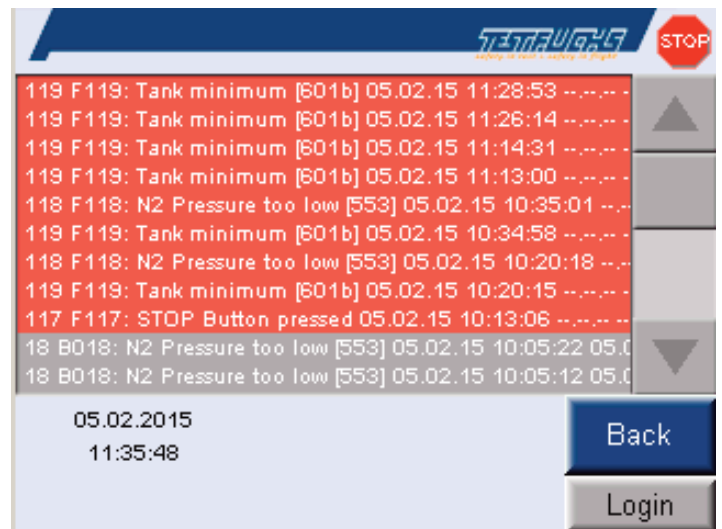 TESTFUCHS
safety in test & safety in flight
STOP
119 F119: Tank minimum [601b] 05.02.15 11:28:53 --.--.-- -
119 F119: Tank minimum [601b] 05.02.15 11:26:14 --.--.-- -
119 F119: Tank minimum [601b] 05.02.15 11:14:31 --.--.-- -
119 F119: Tank minimum [601b] 05.02.15 11:13:00 --.--.-- -
118 F118: N2 Pressure too low [553] 05.02.15 10:35:01 --.-
119 F119: Tank minimum [601b] 05.02.15 10:34:58 --.--.-- -
118 F118: N2 Pressure too low [553] 05.02.15 10:20:18 --.-
119 F119: Tank minimum [601b] 05.02.15 10:20:15 --.--.-- -
117 F117: STOP Button pressed 05.02.15 10:13:06 --.--.-- --
18 B018: N2 Pressure too low [553] 05.02.15 10:05:22 05.0
18 B018: N2 Pressure too low [553] 05.02.15 10:05:12 05.0
05.02.2015
11:35:48
Back
Login